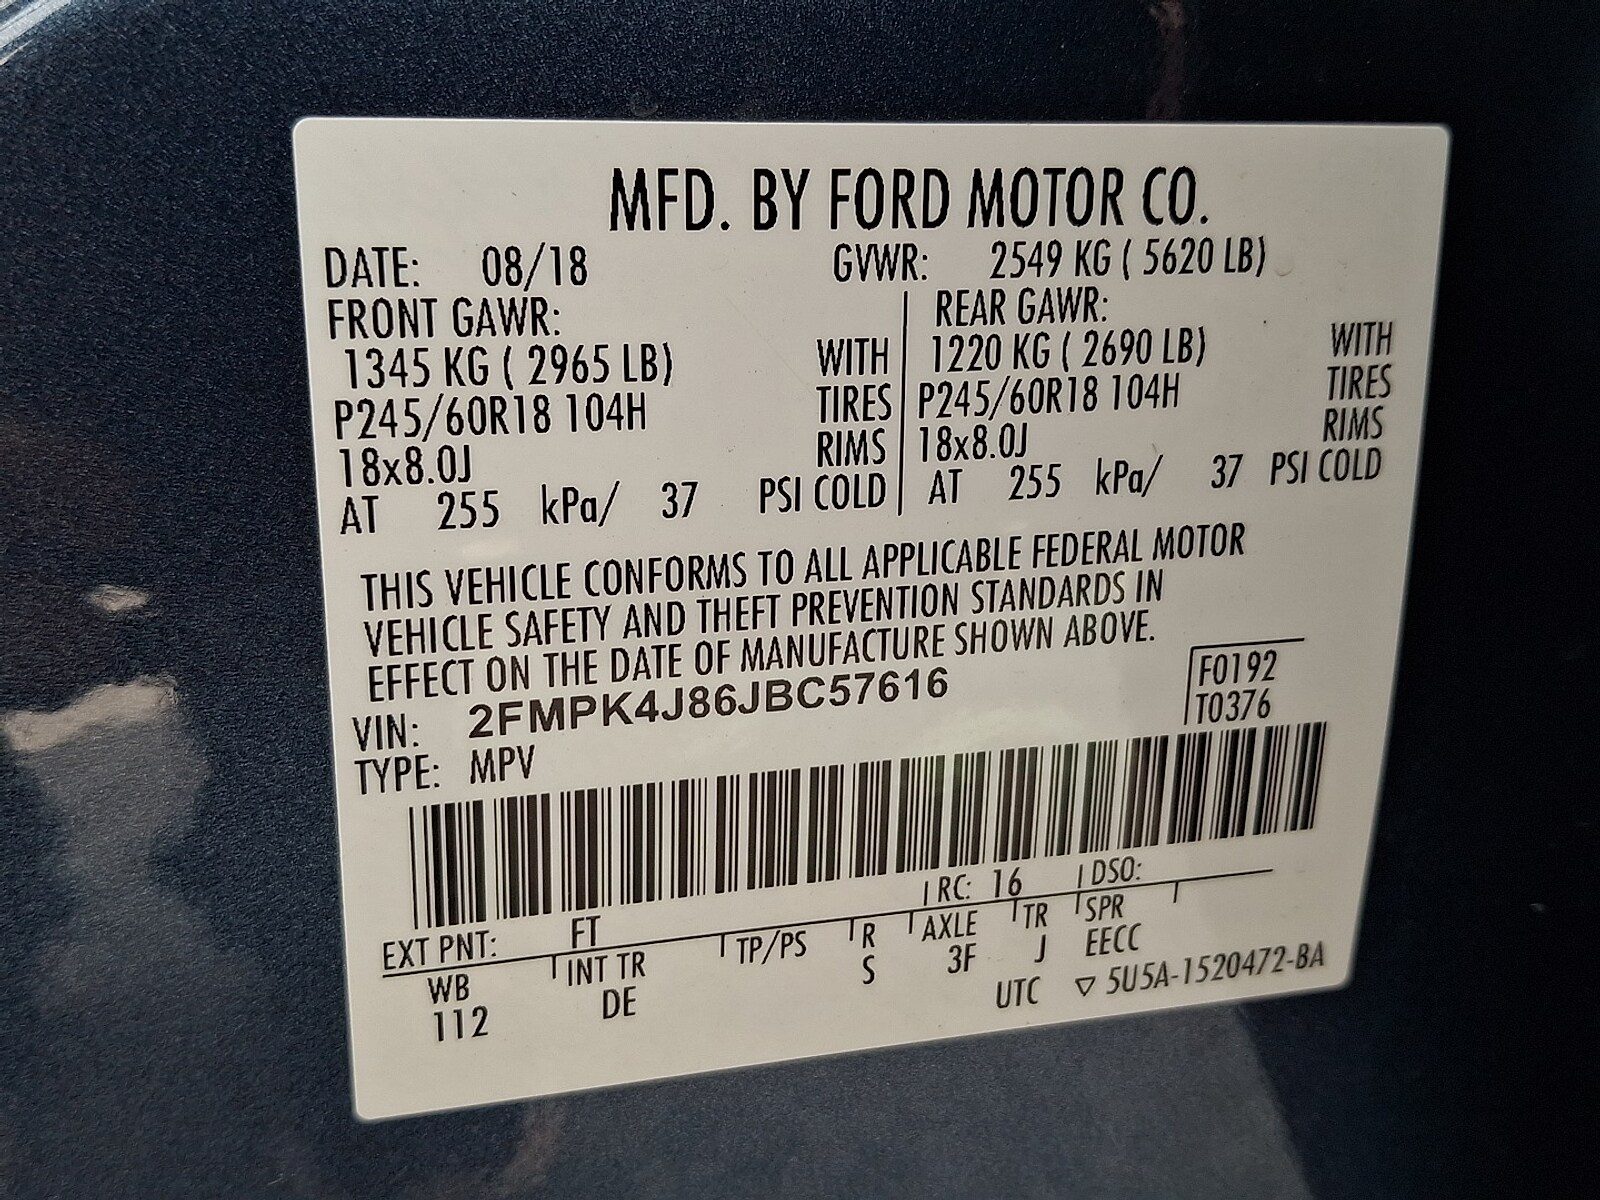 MFD. BY FORD MOTOR CO.
DATE: 08/18 GVWR: 2549 KG ( 5620 LB)
FRONT GAWR: REAR GAWR:
1345 KG ( 2965 LB) WITH 1220 KG ( 2690 LB) WITH
P245/60R18 104H TIRES P245/60R18 104H TIRES
18x8.0J RIMS 18x8.0J RIMS
AT 255 kPa/ 37 PSI COLD AT 255 kPa/ 37 PSI COLD
THIS VEHICLE CONFORMS TO ALL APPLICABLE FEDERAL MOTOR
VEHICLE SAFETY AND THEFT PREVENTION STANDARDS IN
EFFECT ON THE DATE OF MANUFACTURE SHOWN ABOVE.
VIN: 2FMPK4J86JBC57616 F0192
TYPE: MPV T0376
EXT PNT: FT RC: 16 DSO:
WB INT TR TP/PS R AXLE TR SPR
112 DE S 3F J EECC
UTC ▽ 5U5A-1520472-BA